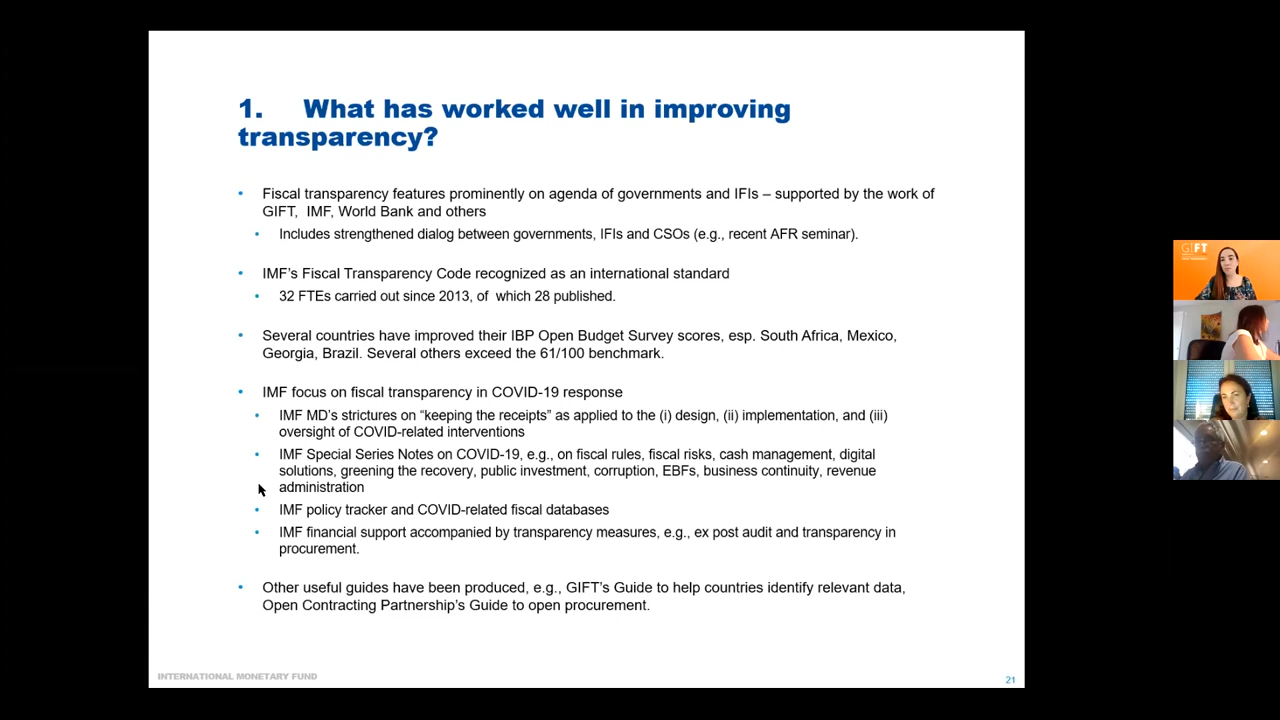 1. What has worked well in improving
transparency?
• Fiscal transparency features prominently on agenda of governments and IFIs – supported by the work of
GIFT, IMF, World Bank and others
• Includes strengthened dialog between governments, IFIs and CSOs (e.g., recent AFR seminar).
• IMF's Fiscal Transparency Code recognized as an international standard
• 32 FTEs carried out since 2013, of which 28 published.
• Several countries have improved their IBP Open Budget Survey scores, esp. South Africa, Mexico,
Georgia, Brazil. Several others exceed the 61/100 benchmark.
• IMF focus on fiscal transparency in COVID-19 response
• IMF MD's strictures on “keeping the receipts” as applied to the (i) design, (ii) implementation, and (iii)
oversight of COVID-related interventions
• IMF Special Series Notes on COVID-19, e.g., on fiscal rules, fiscal risks, cash management, digital
solutions, greening the recovery, public investment, corruption, EBFs, business continuity, revenue
administration
• IMF policy tracker and COVID-related fiscal databases
• IMF financial support accompanied by transparency measures, e.g., ex post audit and transparency in
procurement.
• Other useful guides have been produced, e.g., GIFT's Guide to help countries identify relevant data,
Open Contracting Partnership's Guide to open procurement.
INTERNATIONAL MONETARY FUND
21
GIFT